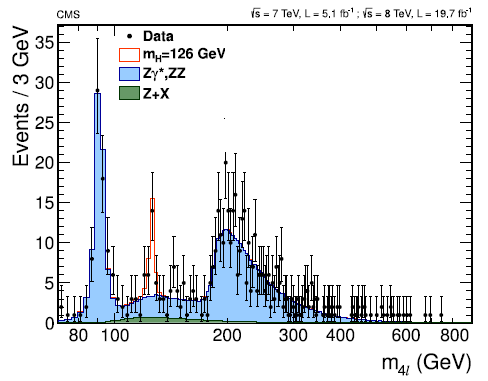 CMS √s = 7 TeV, L = 5.1 fb⁻¹ ; √s = 8 TeV, L = 19.7 fb⁻¹
Data
m_H=126 GeV
Zγ*,ZZ
Z+X
Events / 3 GeV
35
30
25
20
15
10
5
0
80 100 200 300 400 600 800
m_4l (GeV)